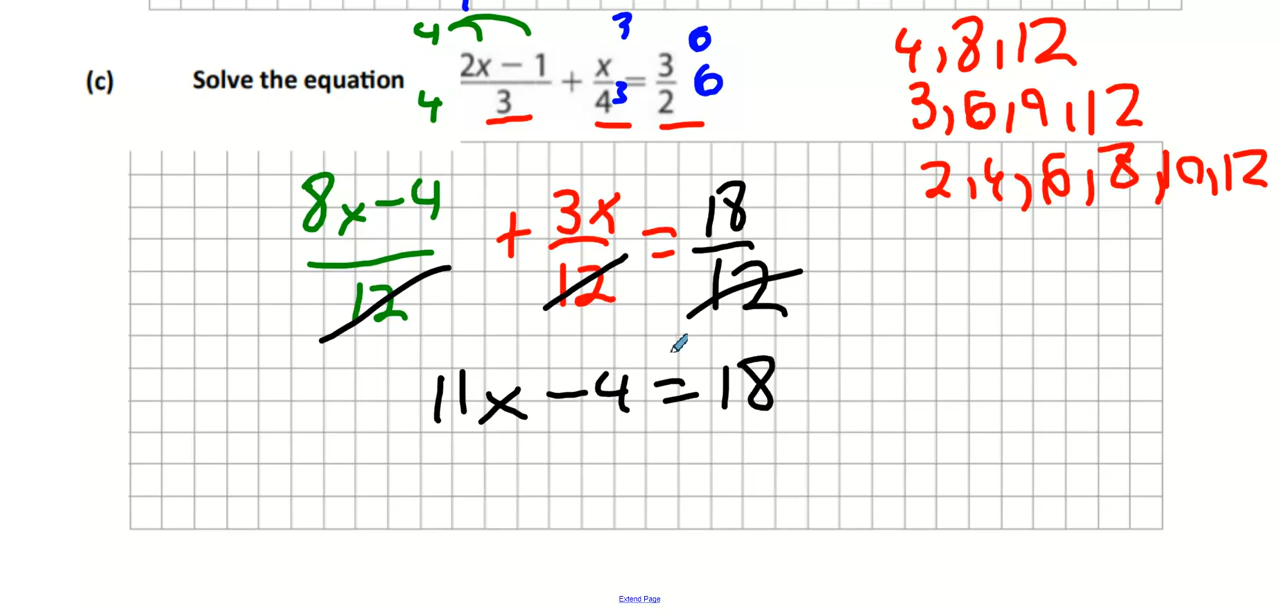 4 3 6 4, 8, 12
(c) Solve the equation 4 (2x − 1)/3 4 + x/4 3 = 3/2 6 3, 6, 9, 12
2, 4, 6, 8, 10, 12
(8x − 4)/12 + 3x/12 = 18/12
11x − 4 = 18
Extend Page